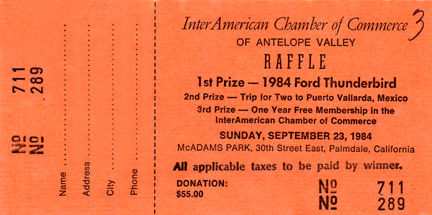 No 711
No 289
Name
Address
City
Phone
InterAmerican Chamber of Commerce
3
OF ANTELOPE VALLEY
RAFFLE
1st Prize — 1984 Ford Thunderbird
2nd Prize — Trip for Two to Puerto Vallarda, Mexico
3rd Prize — One Year Free Membership in the
InterAmerican Chamber of Commerce
SUNDAY, SEPTEMBER 23, 1984
McADAMS PARK, 30th Street East, Palmdale, California
All applicable taxes to be paid by winner.
DONATION:
$55.00
No 711
No 289